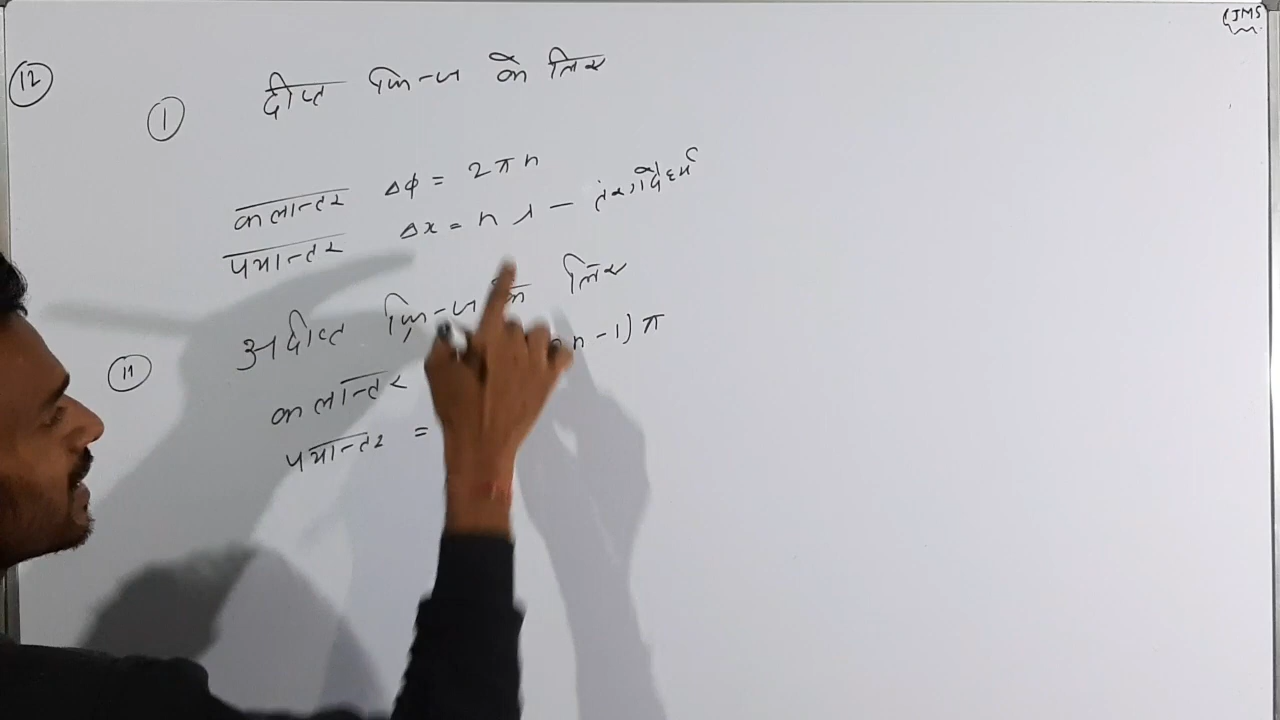 JMS
12
1 दीप्त फ्रिन्ज के लिए
कलान्तर Δφ = 2πn
पथान्तर Δx = nλ — तरंगदैर्ध्य
11 अदीप्त फ्रिन्ज के लिए
कलान्तर n - 1) π
पथान्तर =